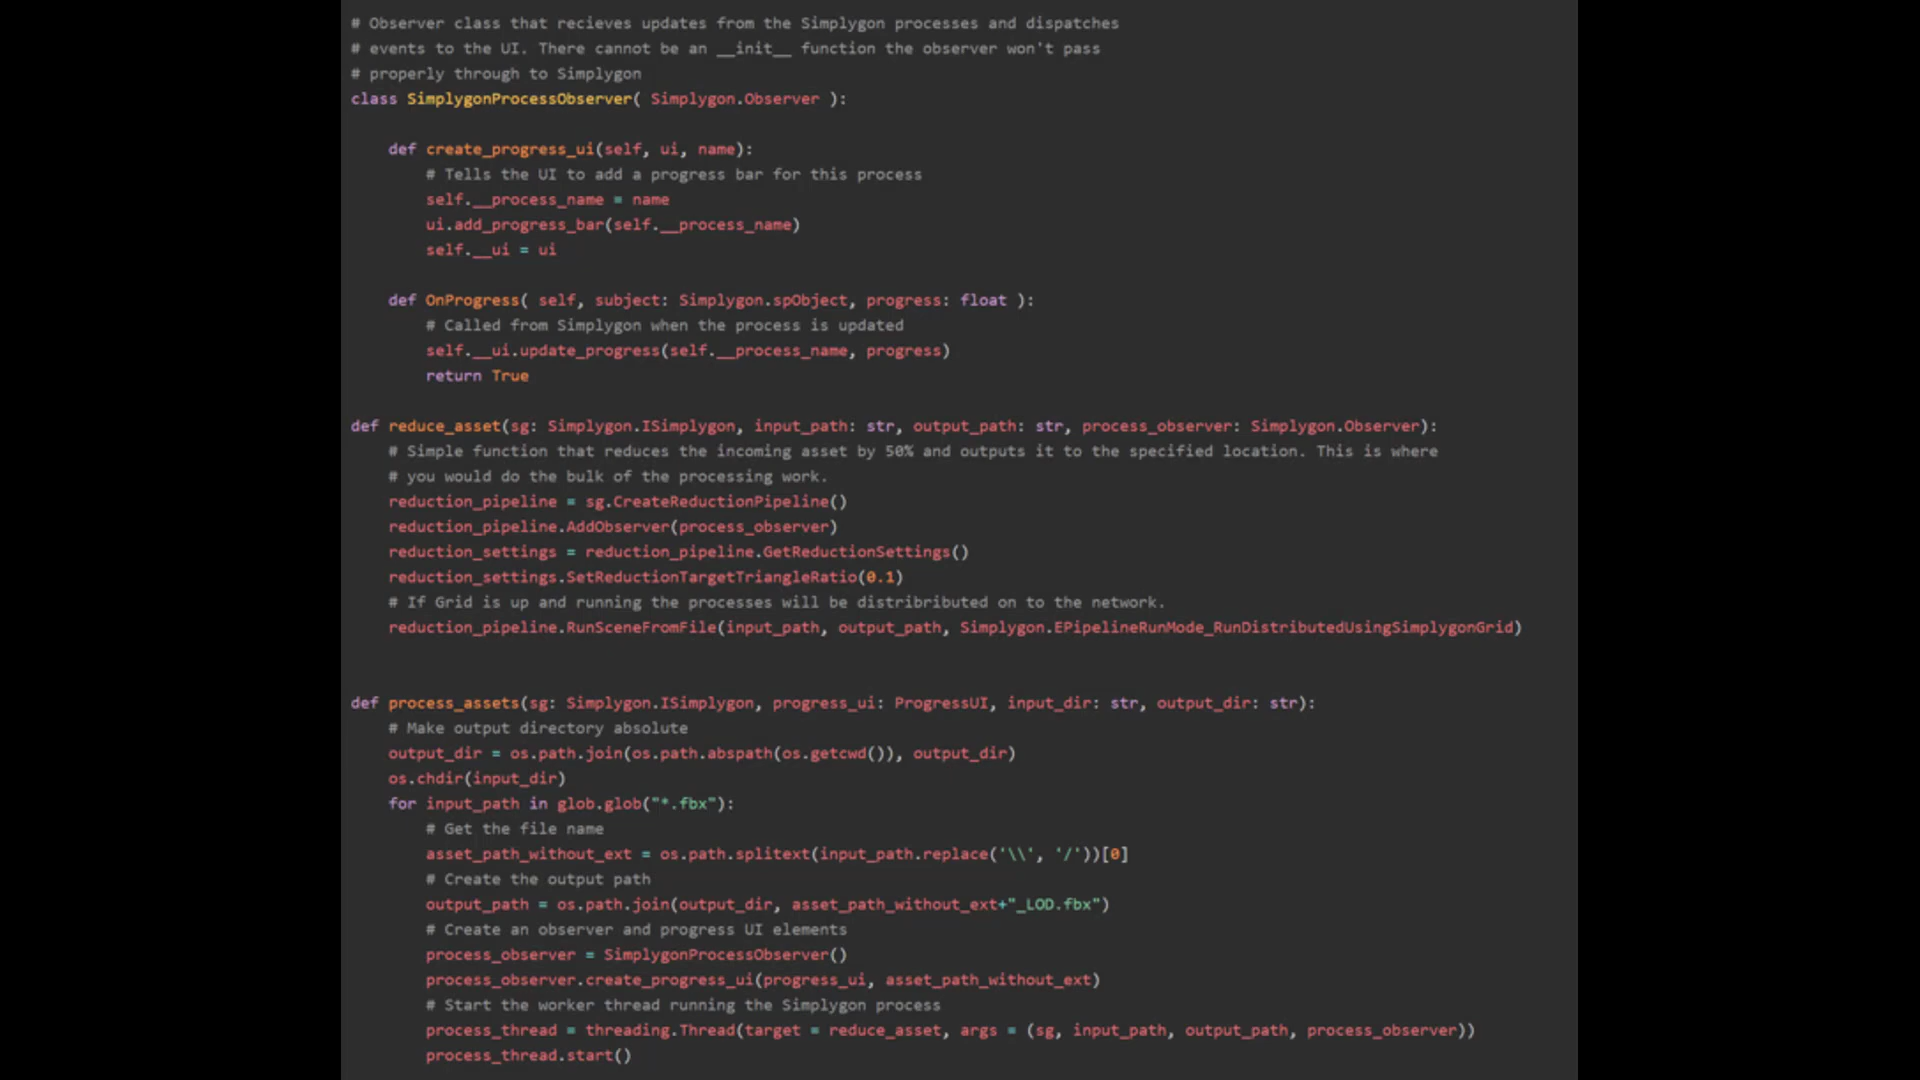 # Observer class that recieves updates from the Simplygon processes and dispatches
# events to the UI. There cannot be an __init__ function the observer won't pass
# properly through to Simplygon
class SimplygonProcessObserver( Simplygon.Observer ):
def create_progress_ui(self, ui, name):
# Tells the UI to add a progress bar for this process
self.__process_name = name
ui.add_progress_bar(self.__process_name)
self.__ui = ui
def OnProgress( self, subject: Simplygon.spObject, progress: float ):
# Called from Simplygon when the process is updated
self.__ui.update_progress(self.__process_name, progress)
return True
def reduce_asset(sg: Simplygon.ISimplygon, input_path: str, output_path: str, process_observer: Simplygon.Observer):
# Simple function that reduces the incoming asset by 50% and outputs it to the specified location. This is where
# you would do the bulk of the processing work.
reduction_pipeline = sg.CreateReductionPipeline()
reduction_pipeline.AddObserver(process_observer)
reduction_settings = reduction_pipeline.GetReductionSettings()
reduction_settings.SetReductionTargetTriangleRatio(0.1)
# If Grid is up and running the processes will be distribributed on to the network.
reduction_pipeline.RunSceneFromFile(input_path, output_path, Simplygon.EPipelineRunMode_RunDistributedUsingSimplygonGrid)
def process_assets(sg: Simplygon.ISimplygon, progress_ui: ProgressUI, input_dir: str, output_dir: str):
# Make output directory absolute
output_dir = os.path.join(os.path.abspath(os.getcwd()), output_dir)
os.chdir(input_dir)
for input_path in glob.glob("*.fbx"):
# Get the file name
asset_path_without_ext = os.path.splitext(input_path.replace('\\', '/'))[0]
# Create the output path
output_path = os.path.join(output_dir, asset_path_without_ext+"_LOD.fbx")
# Create an observer and progress UI elements
process_observer = SimplygonProcessObserver()
process_observer.create_progress_ui(progress_ui, asset_path_without_ext)
# Start the worker thread running the Simplygon process
process_thread = threading.Thread(target = reduce_asset, args = (sg, input_path, output_path, process_observer))
process_thread.start()